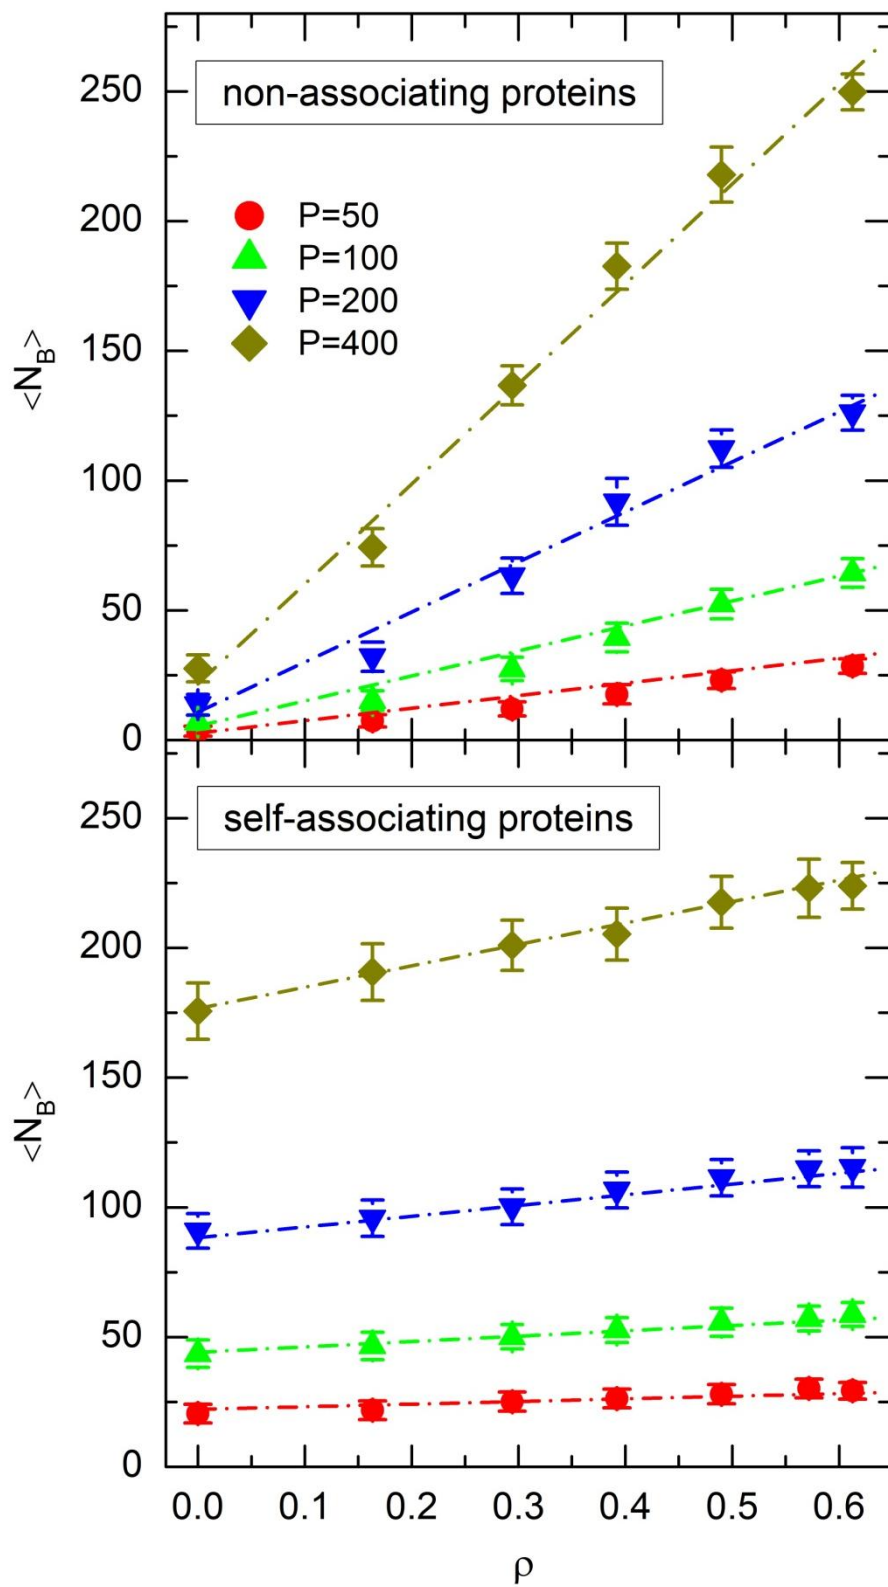 non-associating proteins
250
200
150
100
50
0
<N_B>
P=50
P=100
P=200
P=400
self-associating proteins
250
200
150
100
50
0
<N_B>
0.0 0.1 0.2 0.3 0.4 0.5 0.6
ρ